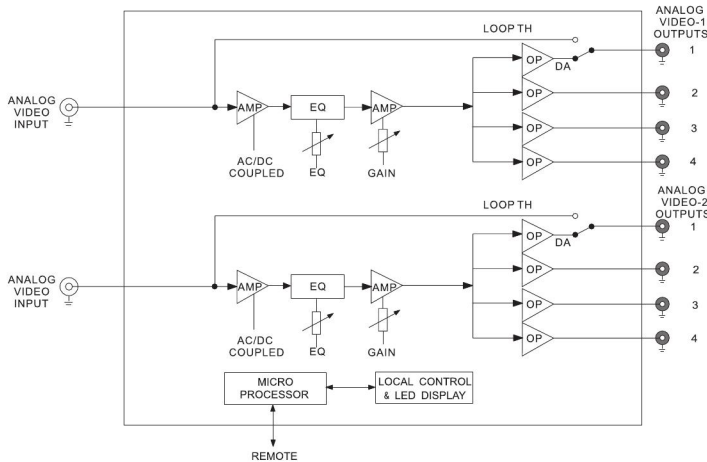 ANALOG
VIDEO-1
OUTPUTS
LOOP TH
OP
DA
1
ANALOG
VIDEO
INPUT
AMP
EQ
AMP
OP
2
OP
3
AC/DC
COUPLED
EQ
GAIN
OP
4
ANALOG
VIDEO-2
OUTPUTS
LOOP TH
OP
DA
1
ANALOG
VIDEO
INPUT
AMP
EQ
AMP
OP
2
OP
3
AC/DC
COUPLED
EQ
GAIN
OP
4
MICRO
PROCESSOR
LOCAL CONTROL
& LED DISPLAY
REMOTE